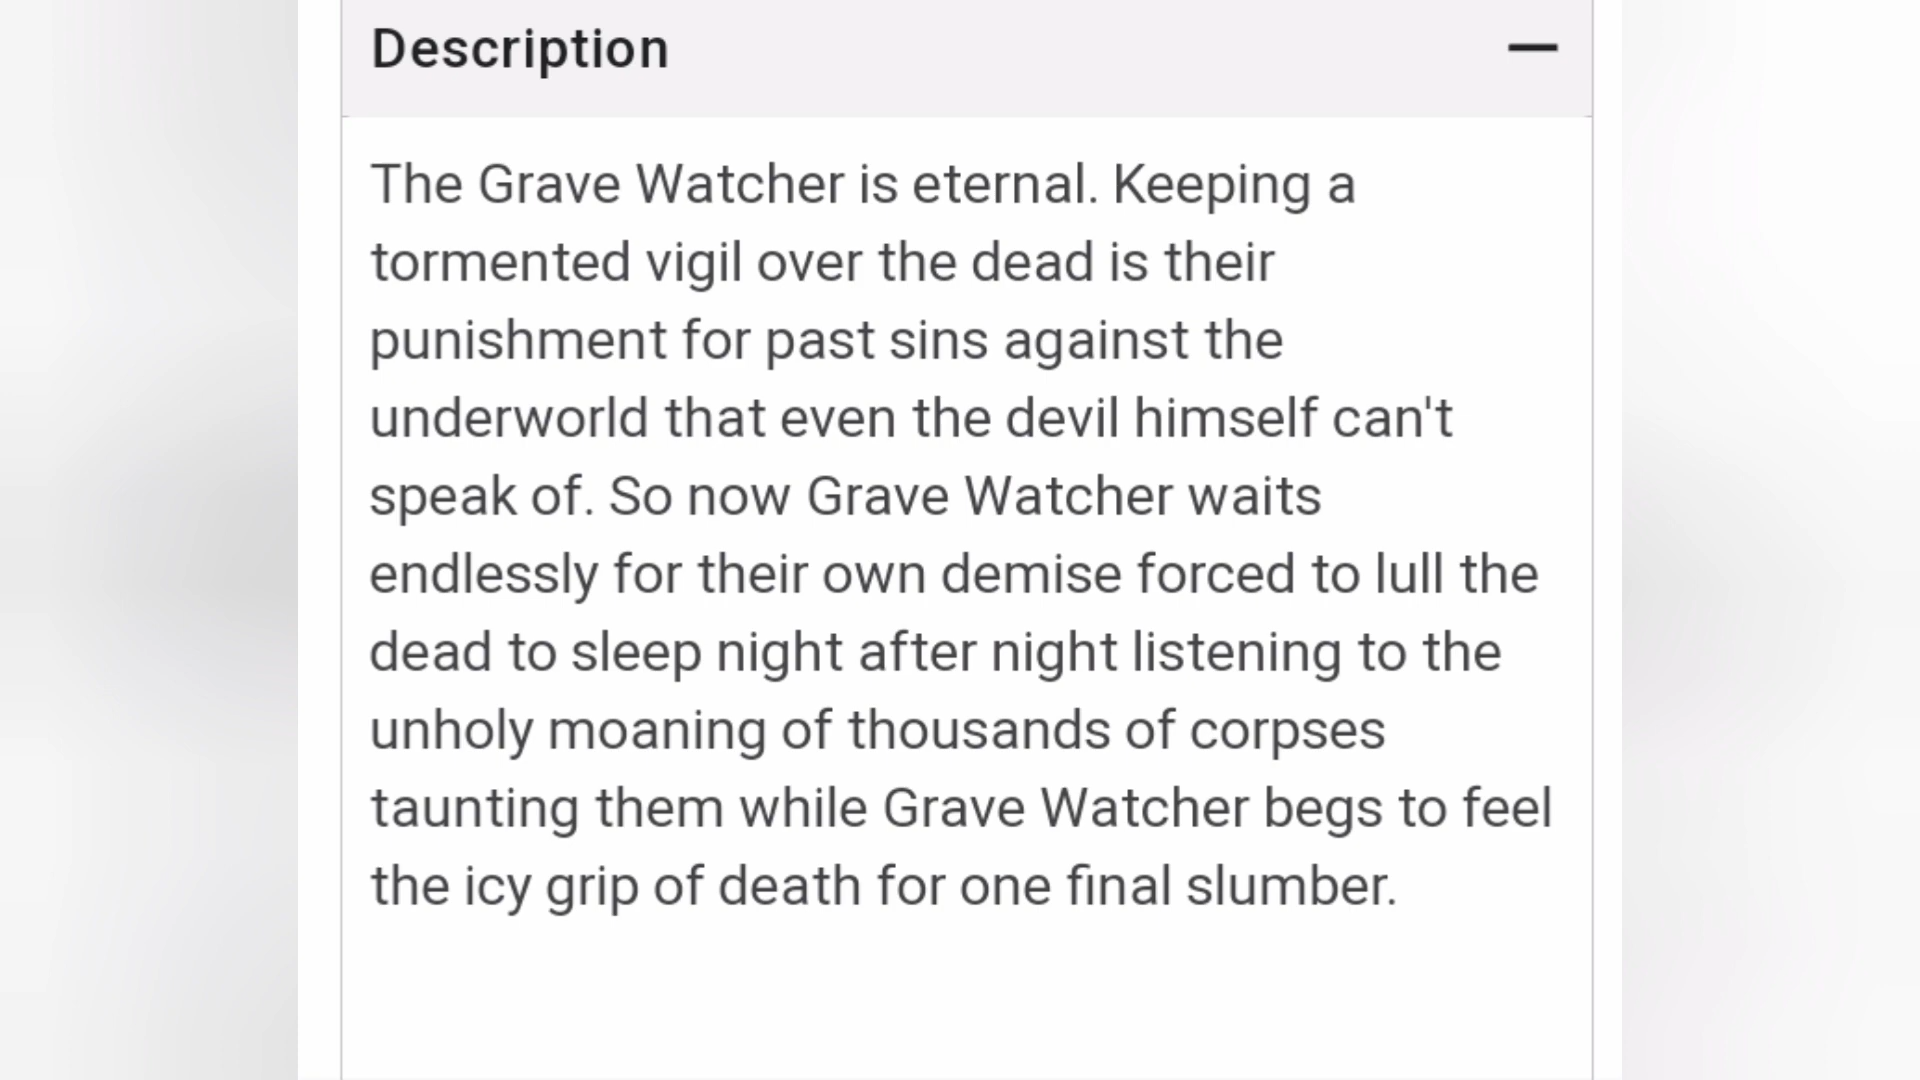 Description
The Grave Watcher is eternal. Keeping a
tormented vigil over the dead is their
punishment for past sins against the
underworld that even the devil himself can't
speak of. So now Grave Watcher waits
endlessly for their own demise forced to lull the
dead to sleep night after night listening to the
unholy moaning of thousands of corpses
taunting them while Grave Watcher begs to feel
the icy grip of death for one final slumber.